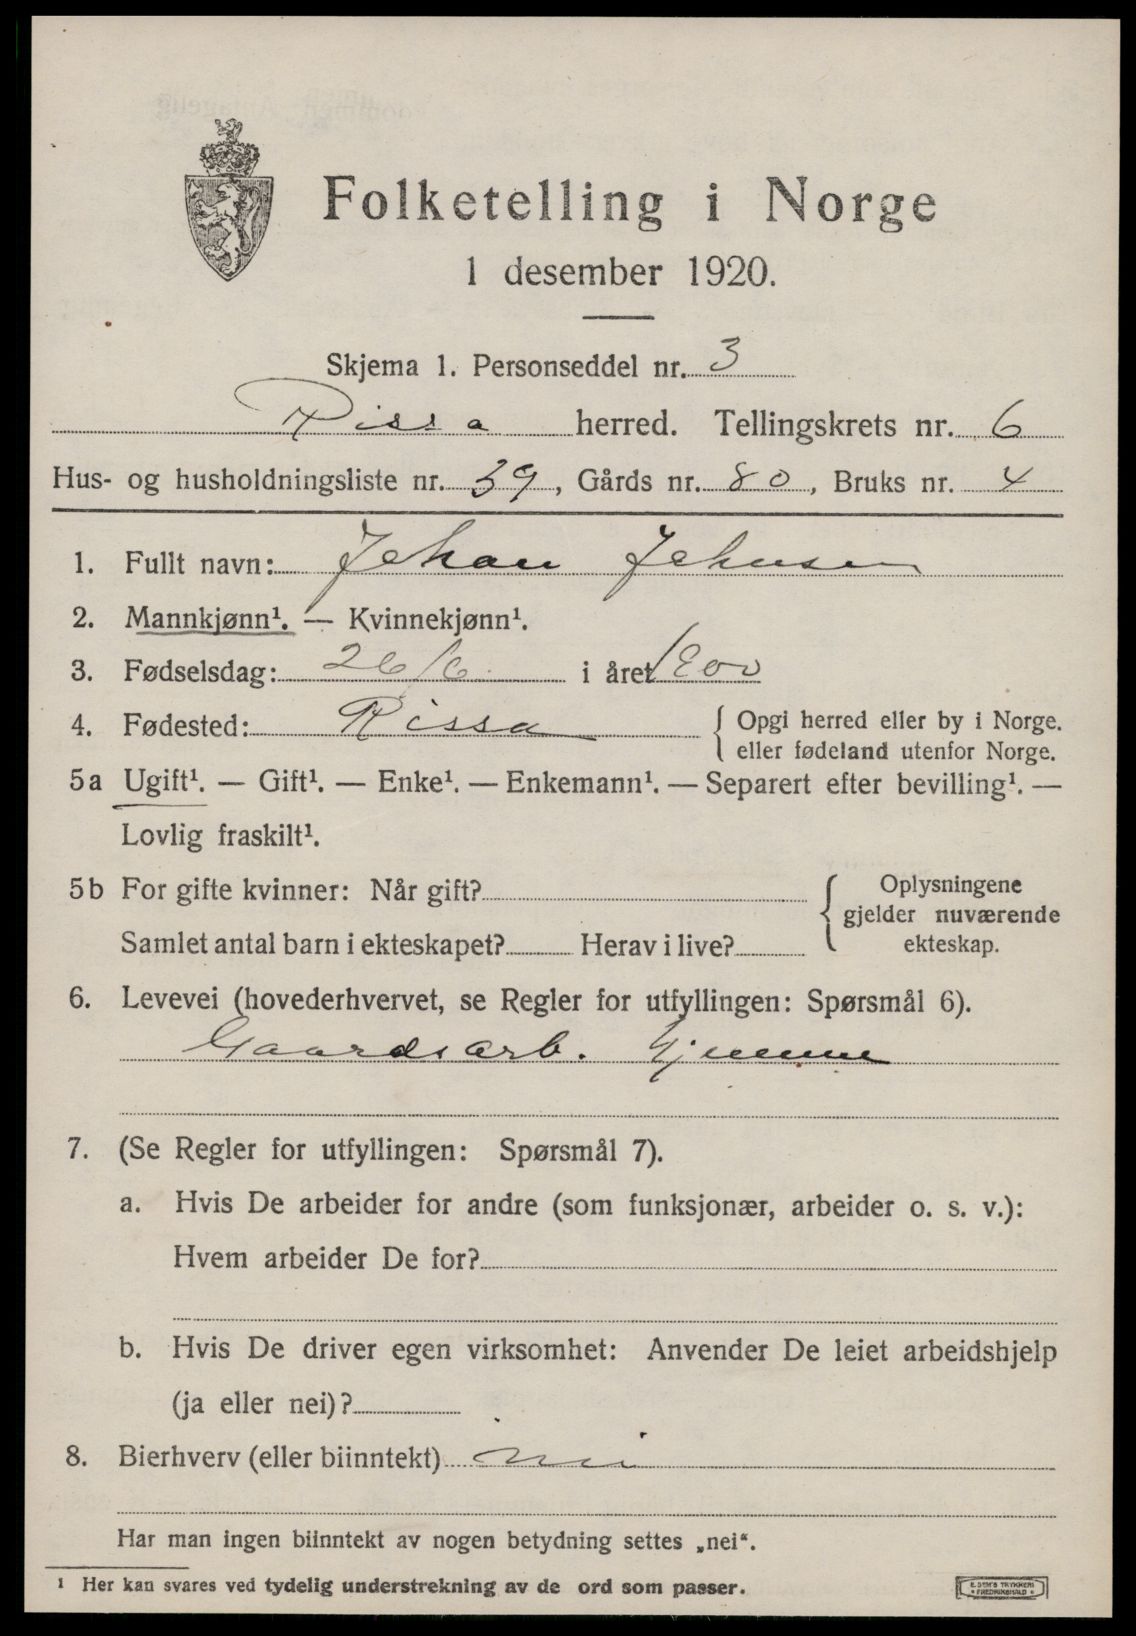 Folketelling i Norge
1 desember 1920.
Skjema 1. Personseddel nr. 3
Rissa herred. Tellingskrets nr. 6
Hus- og husholdningsliste nr. 39, Gårds nr. 80, Bruks nr. 4
1. Fullt navn: Johan Johnsen
2. Mannkjønn¹. — Kvinnekjønn¹.
3. Fødselsdag: 26/6 i året 1900
4. Fødested: Rissa { Opgi herred eller by i Norge.
eller fødeland utenfor Norge.
5a Ugift¹. — Gift¹. — Enke¹. — Enkemann¹. — Separert efter bevilling¹. —
Lovlig fraskilt¹.
5b For gifte kvinner: Når gift? { Oplysningene
gjelder nuværende
Samlet antal barn i ekteskapet? Herav i live? ekteskap.
6. Levevei (hovederhvervet, se Regler for utfyllingen: Spørsmål 6).
Gaardsarb. hjemme
7. (Se Regler for utfyllingen: Spørsmål 7).
a. Hvis De arbeider for andre (som funksjonær, arbeider o. s. v.):
Hvem arbeider De for?
b. Hvis De driver egen virksomhet: Anvender De leiet arbeidshjelp
(ja eller nei)?
8. Bierhverv (eller biinntekt) nei
Har man ingen biinntekt av nogen betydning settes „nei“.
¹ Her kan svares ved tydelig understrekning av de ord som passer.
E. SEM'S TRYKKERI
FREDRIKSHALD